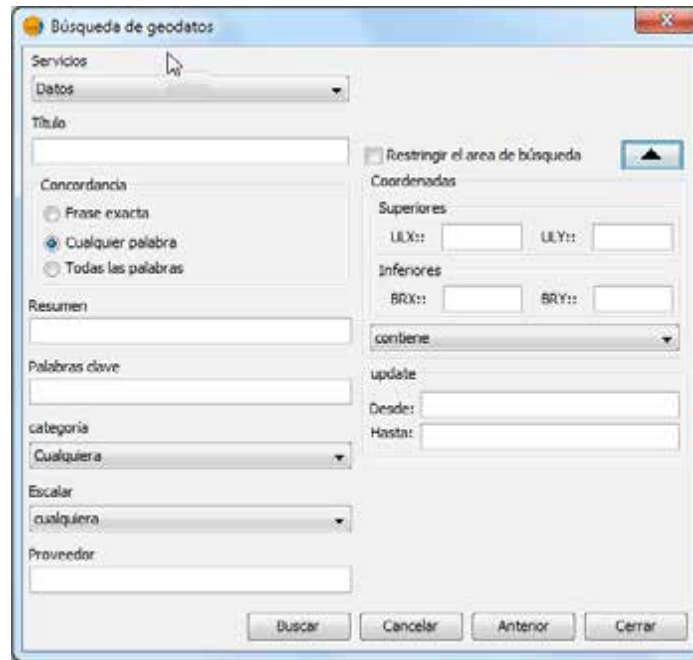 Búsqueda de geodatos
Servicios
Datos
Título
Concordancia
Frase exacta
Cualquier palabra
Todas las palabras
Resumen
Palabras clave
categoría
Cualquiera
Escalar
cualquiera
Proveedor
Restringir el area de búsqueda
Coordenadas
Superiores
ULX:: ULY::
Inferiores
BRX:: BRY::
contiene
update
Desde:
Hasta:
Buscar Cancelar Anterior Cerrar